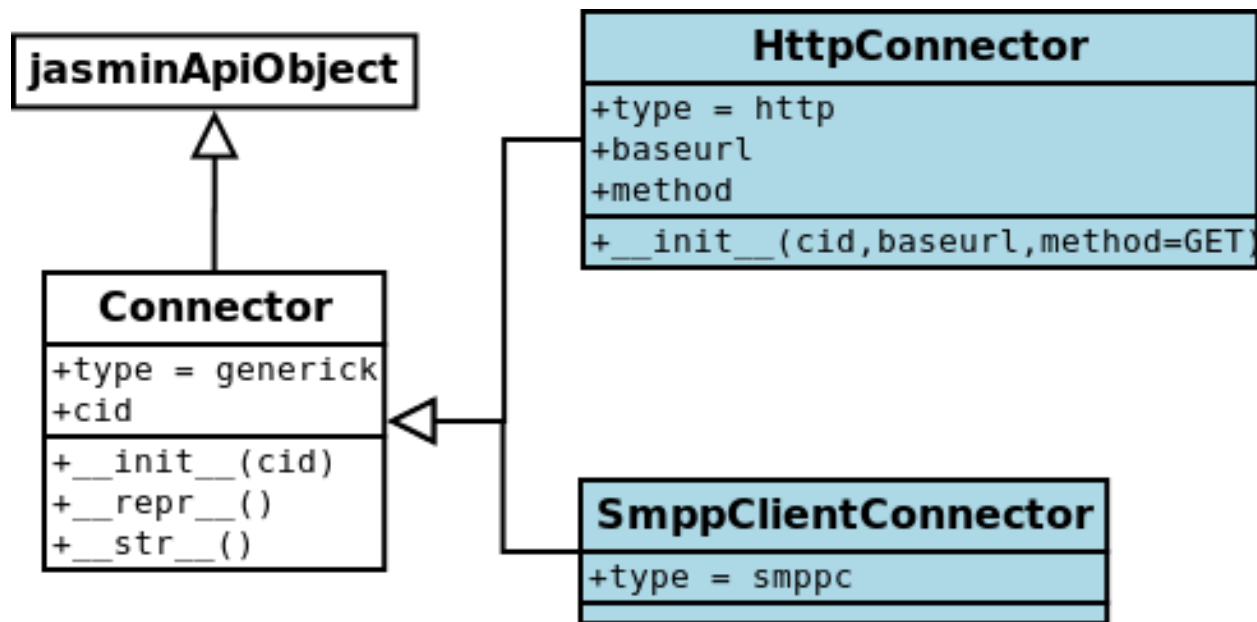 jasminApiObject
Connector
+type = generick
+cid
+__init__(cid)
+__repr__()
+__str__()
HttpConnector
+type = http
+baseurl
+method
+__init__(cid,baseurl,method=GET)
SmppClientConnector
+type = smppc